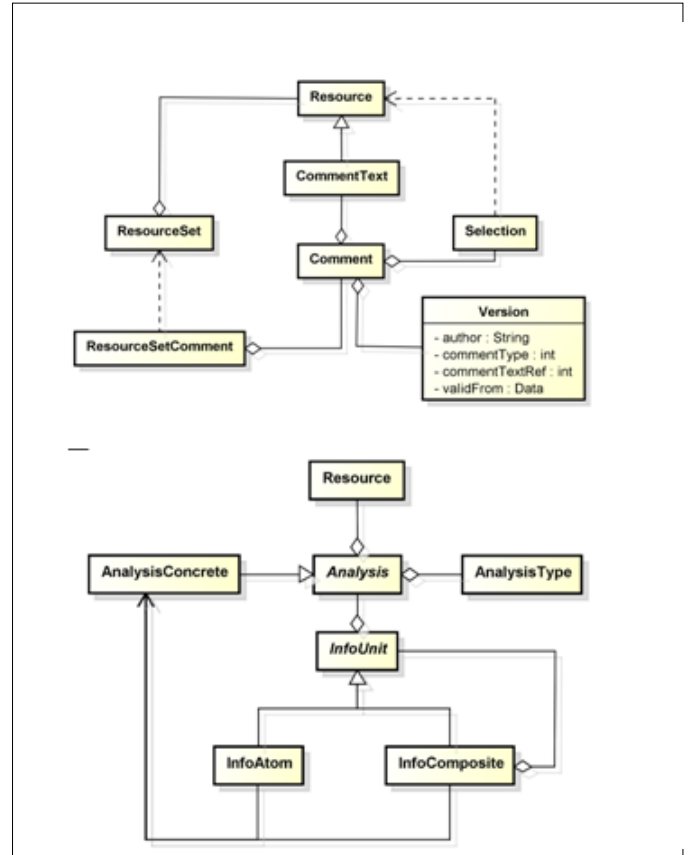 Resource
CommentText
ResourceSet
Selection
Comment
Version
- author : String
- commentType : int
- commentTextRef : int
- validFrom : Data
ResourceSetComment
Resource
AnalysisConcrete
Analysis
AnalysisType
InfoUnit
InfoAtom
InfoComposite